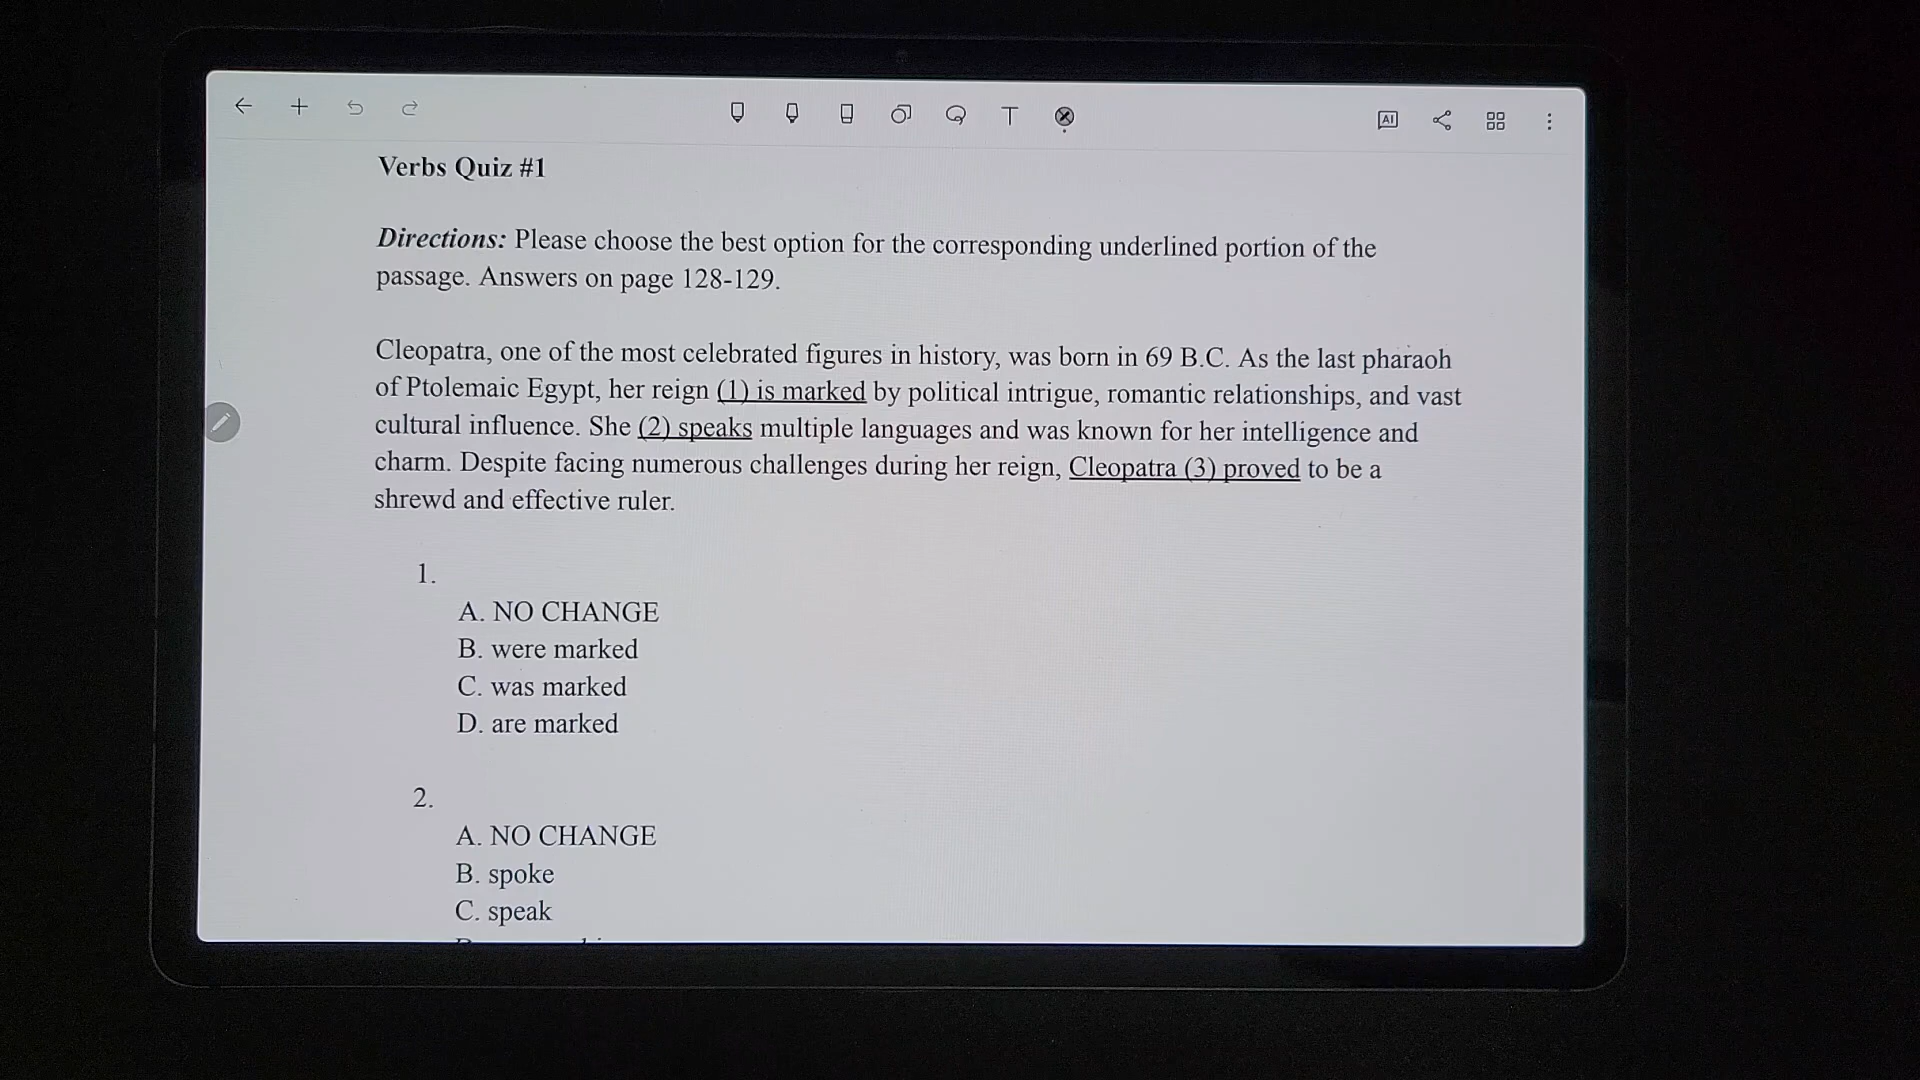 T
AI
Verbs Quiz #1
Directions: Please choose the best option for the corresponding underlined portion of the
passage. Answers on page 128-129.
Cleopatra, one of the most celebrated figures in history, was born in 69 B.C. As the last pharaoh
of Ptolemaic Egypt, her reign (1) is marked by political intrigue, romantic relationships, and vast
cultural influence. She (2) speaks multiple languages and was known for her intelligence and
charm. Despite facing numerous challenges during her reign, Cleopatra (3) proved to be a
shrewd and effective ruler.
1.
A. NO CHANGE
B. were marked
C. was marked
D. are marked
2.
A. NO CHANGE
B. spoke
C. speak